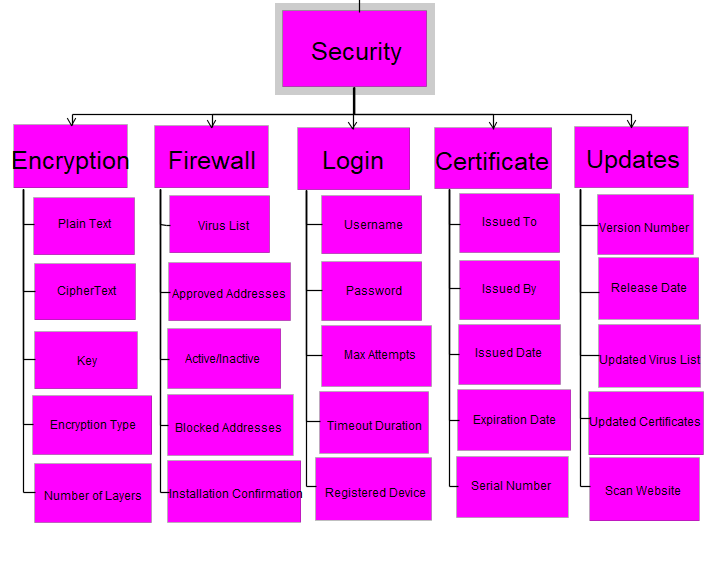 Security
Encryption
Firewall
Login
Certificate
Updates
Plain Text
CipherText
Key
Encryption Type
Number of Layers
Virus List
Approved Addresses
Active/Inactive
Blocked Addresses
Installation Confirmation
Username
Password
Max Attempts
Timeout Duration
Registered Device
Issued To
Issued By
Issued Date
Expiration Date
Serial Number
Version Number
Release Date
Updated Virus List
Updated Certificates
Scan Website